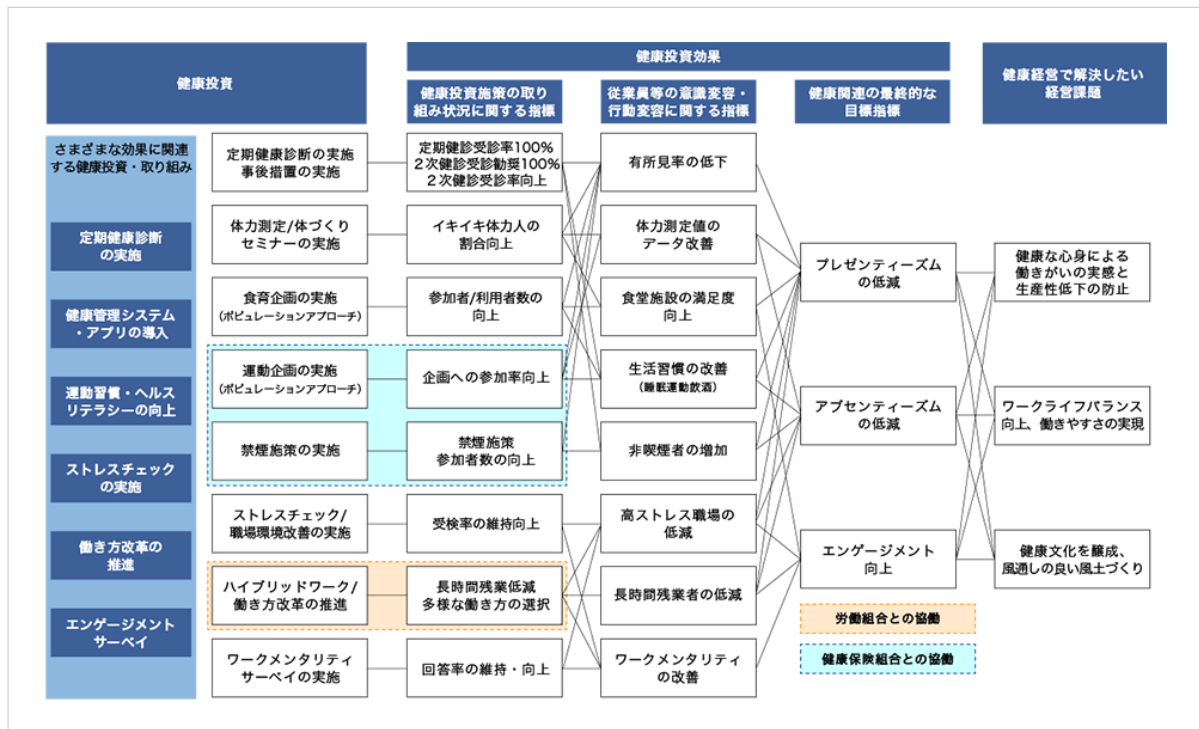 健康投資
健康投資効果
健康経営で解決したい
経営課題
健康投資施策の取り
組み状況に関する指標
従業員等の意識変容・
行動変容に関する指標
健康関連の最終的な
目標指標
さまざまな効果に関連
する健康投資・取り組み
定期健康診断
の実施
健康管理システム
・アプリの導入
運動習慣・ヘルス
リテラシーの向上
ストレスチェック
の実施
働き方改革の
推進
エンゲージメント
サーベイ
定期健康診断の実施
事後措置の実施
体力測定/体づくり
セミナーの実施
食育企画の実施
(ポピュレーションアプローチ)
運動企画の実施
(ポピュレーションアプローチ)
禁煙施策の実施
ストレスチェック/
職場環境改善の実施
ハイブリッドワーク/
働き方改革の推進
ワークメンタリティ
サーベイの実施
定期健診受診率100%
2次健診受診勧奨100%
2次健診受診率向上
イキイキ体力人の
割合向上
参加者/利用者数の
向上
企画への参加率向上
禁煙施策
参加者数の向上
受検率の維持向上
長時間残業低減
多様な働き方の選択
回答率の維持・向上
有所見率の低下
体力測定値の
データ改善
食堂施設の満足度
向上
生活習慣の改善
(睡眠運動飲酒)
非喫煙者の増加
高ストレス職場の
低減
長時間残業者の低減
ワークメンタリティ
の改善
プレゼンティーズム
の低減
アブセンティーズム
の低減
エンゲージメント
向上
健康な心身による
働きがいの実感と
生産性低下の防止
ワークライフバランス
向上、働きやすさの実現
健康文化を醸成、
風通しの良い風土づくり
労働組合との協働
健康保険組合との協働